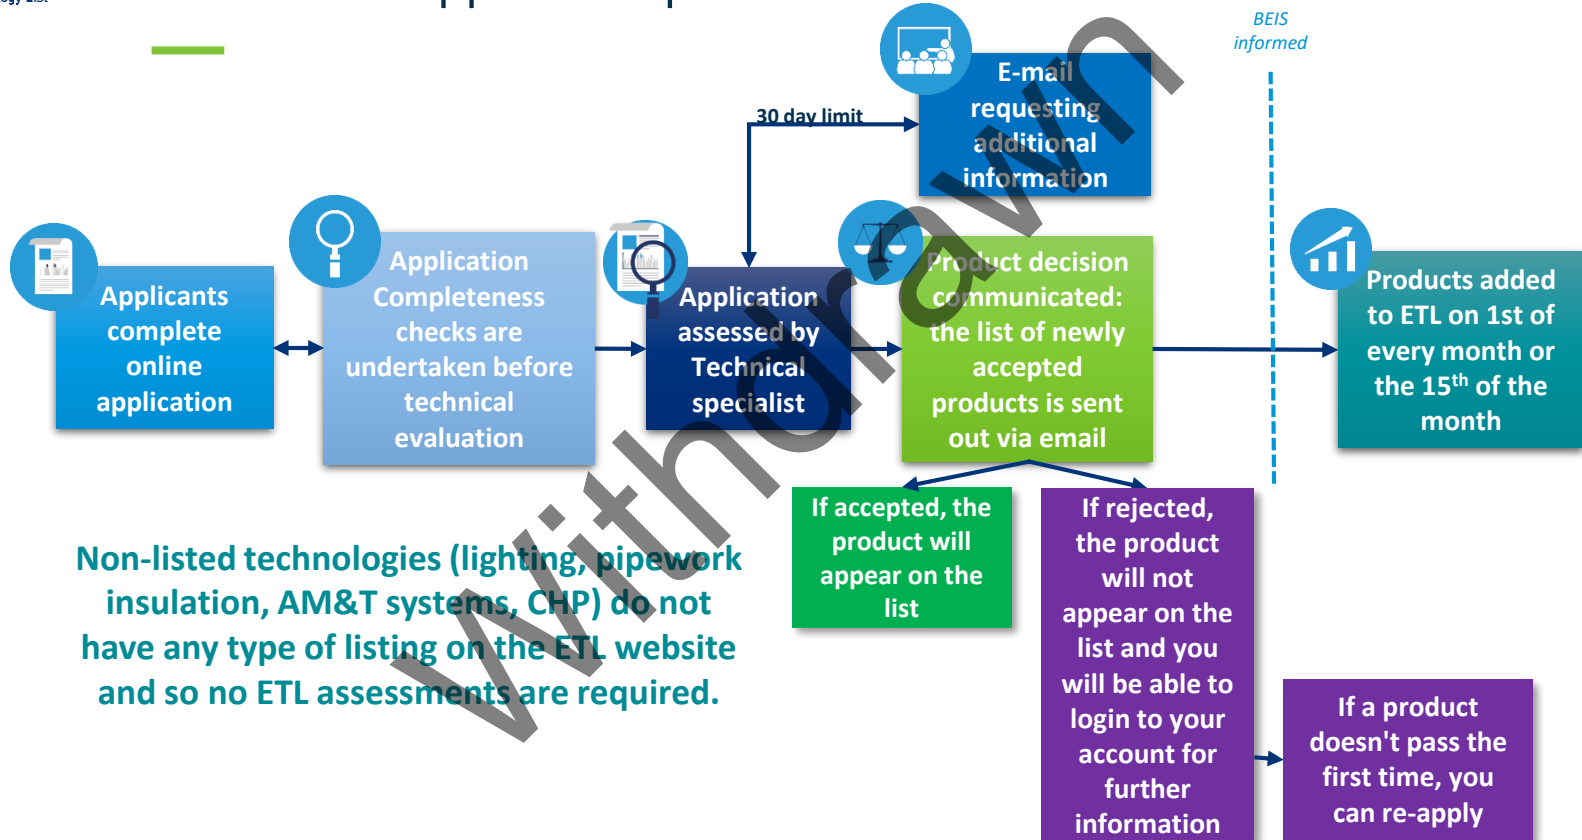 BEIS
informed
E-mail
requesting
additional
information
30 day limit
Applicants
complete
online
application
Application
Completeness
checks are
undertaken before
technical
evaluation
Application
assessed by
Technical
specialist
Product decision
communicated:
the list of newly
accepted
products is sent
out via email
Products added
to ETL on 1st of
every month or
the 15th of the
month
If accepted, the
product will
appear on the
list
If rejected,
the product
will not
appear on the
list and you
will be able to
login to your
account for
further
information
If a product
doesn't pass the
first time, you
can re-apply
Non-listed technologies (lighting, pipework
insulation, AM&T systems, CHP) do not
have any type of listing on the ETL website
and so no ETL assessments are required.
Withdrawn